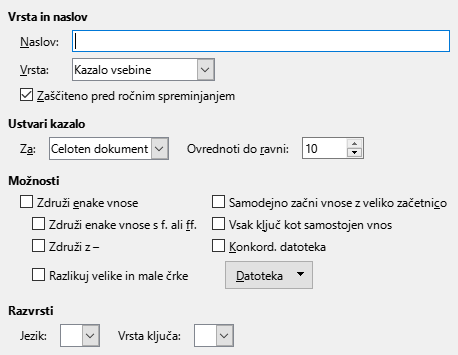 Vrsta in naslov
Naslov:
Vrsta: Kazalo vsebine
Zaščiteno pred ročnim spreminjanjem
Ustvari kazalo
Za: Celoten dokument Ovrednoti do ravni: 10
Možnosti
Združi enake vnose Samodejno začni vnose z veliko začetnico
Združi enake vnose s f. ali ff. Vsak ključ kot samostojen vnos
Združi z – Konkord. datoteka
Razlikuj velike in male črke Datoteka
Razvrsti
Jezik: Vrsta ključa: